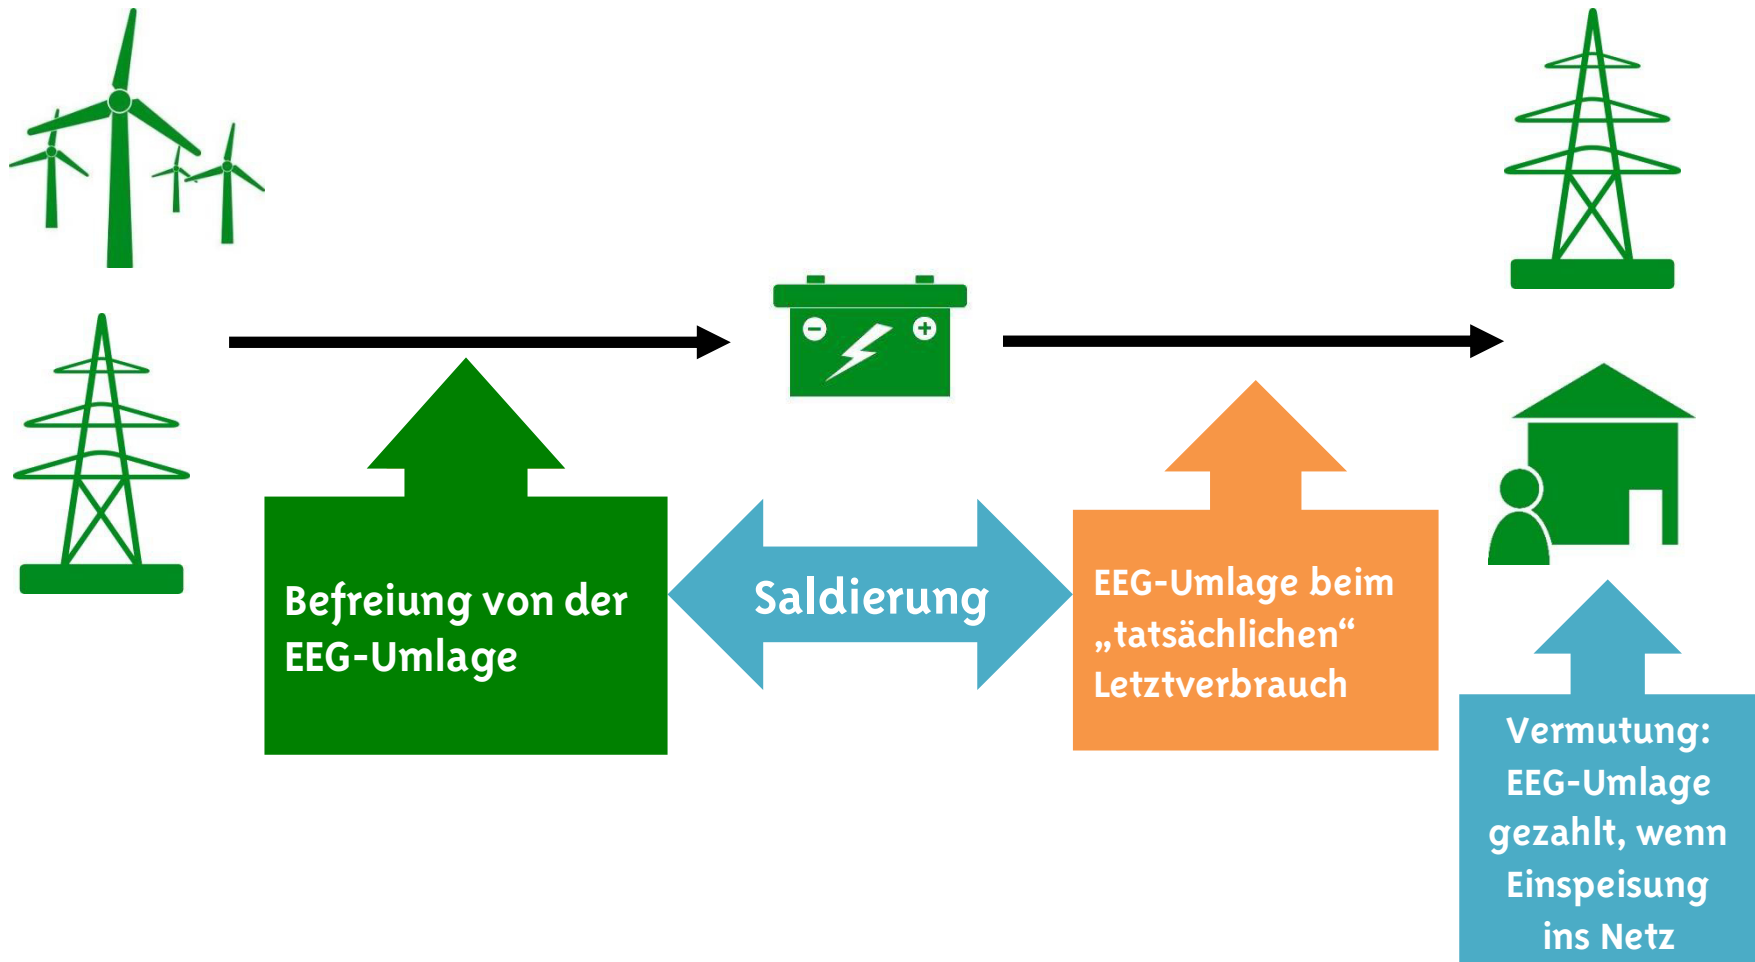 Befreiung von der
EEG-Umlage
Saldierung
EEG-Umlage beim
„tatsächlichen“
Letztverbrauch
Vermutung:
EEG-Umlage
gezahlt, wenn
Einspeisung
ins Netz